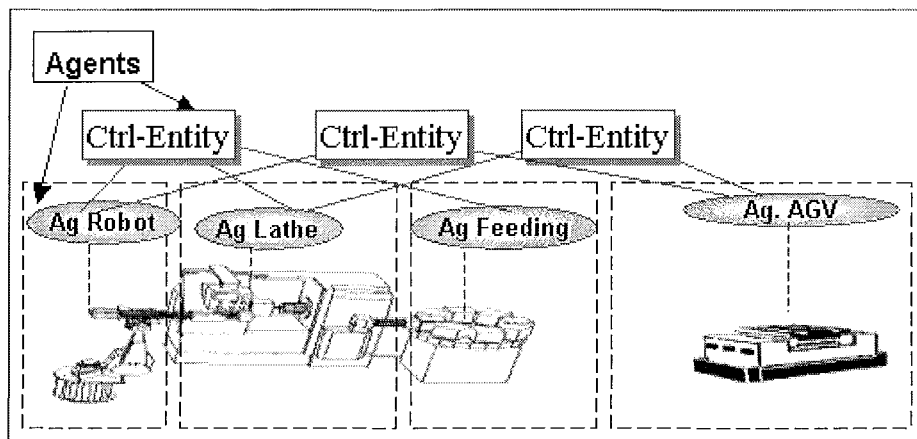 Agents
Ctrl-Entity
Ctrl-Entity
Ctrl-Entity
Ag Robot
Ag Lathe
Ag Feeding
Ag. AGV